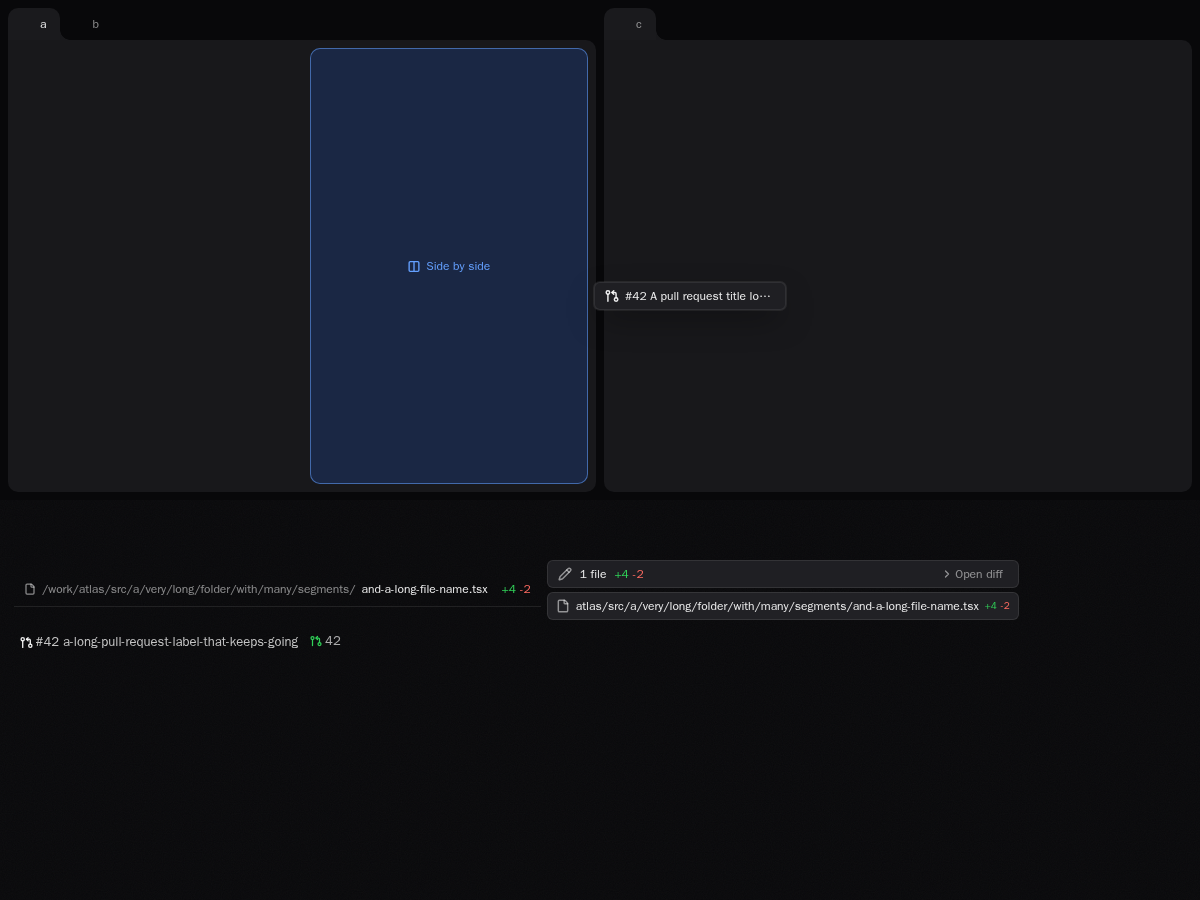 a
b
c
Side by side
#42 A pull request title lo···
1 file +4 -2
Open diff
/work/atlas/src/a/very/long/folder/with/many/segments/ and-a-long-file-name.tsx +4 -2
atlas/src/a/very/long/folder/with/many/segments/and-a-long-file-name.tsx +4 -2
#42 a-long-pull-request-label-that-keeps-going
42